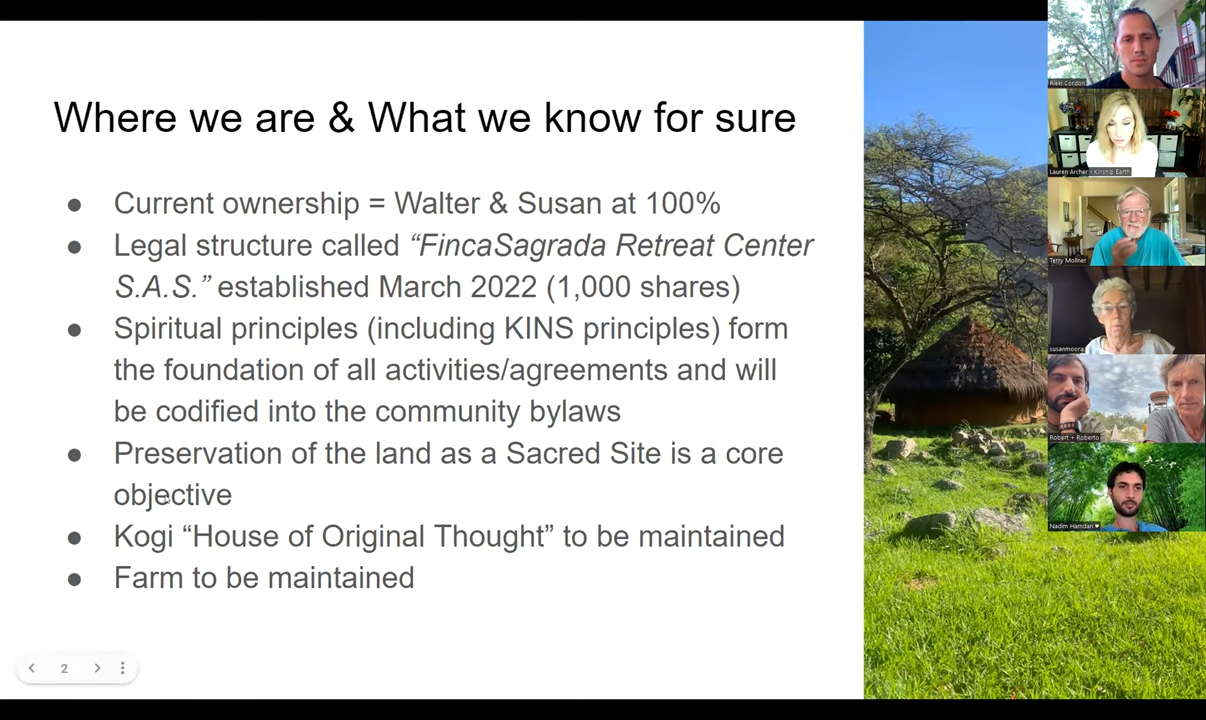 Where we are & What we know for sure
● Current ownership = Walter & Susan at 100%
● Legal structure called “FincaSagrada Retreat Center
S.A.S.” established March 2022 (1,000 shares)
● Spiritual principles (including KINS principles) form
the foundation of all activities/agreements and will
be codified into the community bylaws
● Preservation of the land as a Sacred Site is a core
objective
● Kogi “House of Original Thought” to be maintained
● Farm to be maintained
2
Rikki Cordon
Lauren Archer - Kinship Earth
Terry Mollner
susanmoora
Robert + Roberto
Nadim Hamdan ♥